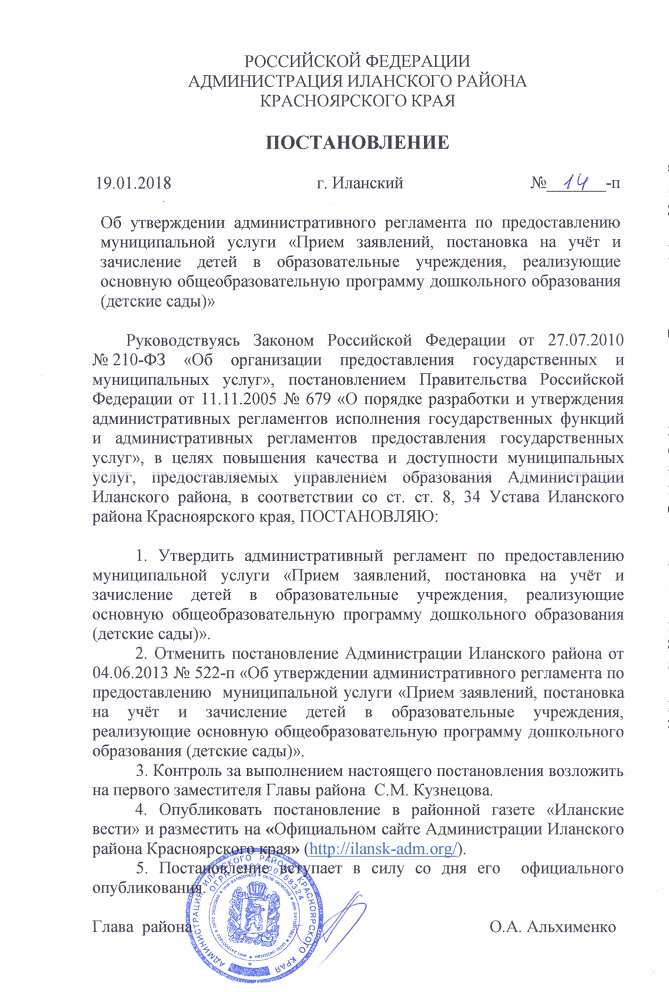 РОССИЙСКОЙ ФЕДЕРАЦИИ
АДМИНИСТРАЦИЯ ИЛАНСКОГО РАЙОНА
КРАСНОЯРСКОГО КРАЯ
ПОСТАНОВЛЕНИЕ
19.01.2018 г. Иланский № 14 -п
Об утверждении административного регламента по предоставлению
муниципальной услуги «Прием заявлений, постановка на учёт и
зачисление детей в образовательные учреждения, реализующие
основную общеобразовательную программу дошкольного образования
(детские сады)»
Руководствуясь Законом Российской Федерации от 27.07.2010
№ 210-ФЗ «Об организации предоставления государственных и
муниципальных услуг», постановлением Правительства Российской
Федерации от 11.11.2005 № 679 «О порядке разработки и утверждения
административных регламентов исполнения государственных функций
и административных регламентов предоставления государственных
услуг», в целях повышения качества и доступности муниципальных
услуг, предоставляемых управлением образования Администрации
Иланского района, в соответствии со ст. ст. 8, 34 Устава Иланского
района Красноярского края, ПОСТАНОВЛЯЮ:
1. Утвердить административный регламент по предоставлению
муниципальной услуги «Прием заявлений, постановка на учёт и
зачисление детей в образовательные учреждения, реализующие
основную общеобразовательную программу дошкольного образования
(детские сады)».
2. Отменить постановление Администрации Иланского района от
04.06.2013 № 522-п «Об утверждении административного регламента по
предоставлению муниципальной услуги «Прием заявлений, постановка
на учёт и зачисление детей в образовательные учреждения,
реализующие основную общеобразовательную программу дошкольного
образования (детские сады)».
3. Контроль за выполнением настоящего постановления возложить
на первого заместителя Главы района С.М. Кузнецова.
4. Опубликовать постановление в районной газете «Иланские
вести» и разместить на «Официальном сайте Администрации Иланского
района Красноярского края» (http://ilansk-adm.org/).
5. Постановление вступает в силу со дня его официального
опубликования.
Глава района О.А. Альхименко
АДМИНИСТРАЦИЯ ИЛАНСКОГО РАЙОНА КРАСНОЯРСКОГО КРАЯ